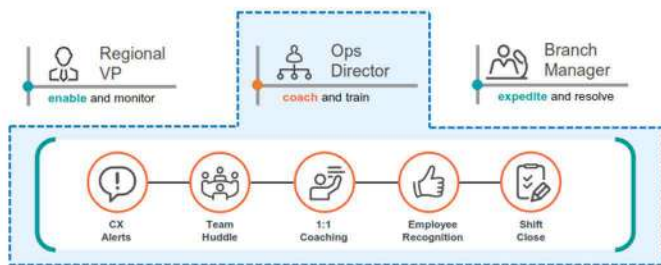 Regional
VP
enable and monitor
Ops
Director
coach and train
Branch
Manager
expedite and resolve
CX
Alerts
Team
Huddle
1:1
Coaching
Employee
Recognition
Shift
Close